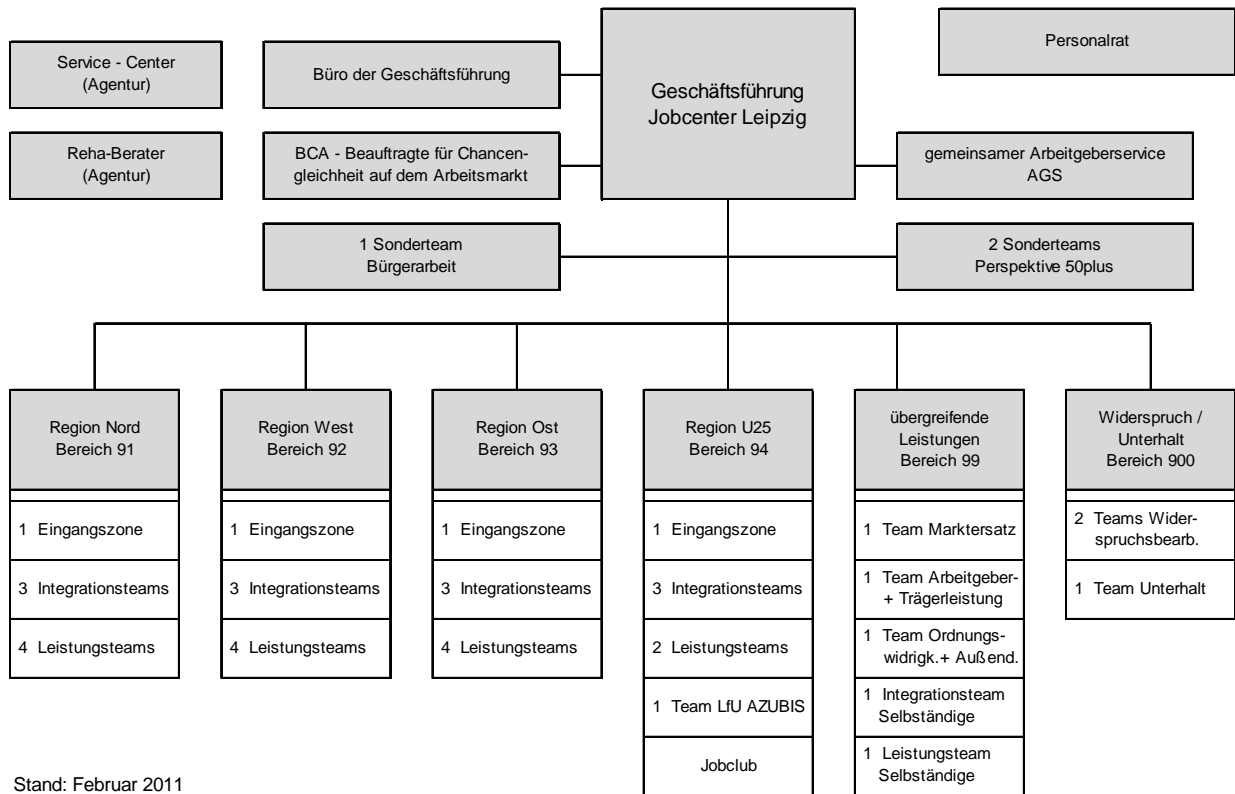 Service - Center
(Agentur)
Büro der Geschäftsführung
Geschäftsführung
Jobcenter Leipzig
Personalrat
Reha-Berater
(Agentur)
BCA - Beauftragte für Chancen-
gleichheit auf dem Arbeitsmarkt
gemeinsamer Arbeitgeberservice
AGS
1 Sonderteam
Bürgerarbeit
2 Sonderteams
Perspektive 50plus
Region Nord
Bereich 91
1 Eingangszone
3 Integrationsteams
4 Leistungsteams
Region West
Bereich 92
1 Eingangszone
3 Integrationsteams
4 Leistungsteams
Region Ost
Bereich 93
1 Eingangszone
3 Integrationsteams
4 Leistungsteams
Region U25
Bereich 94
1 Eingangszone
3 Integrationsteams
2 Leistungsteams
1 Team LfU AZUBIS
Jobclub
übergreifende
Leistungen
Bereich 99
1 Team Marktersatz
1 Team Arbeitgeber-
+ Trägerleistung
1 Team Ordnungs-
widrigk.+ Außend.
1 Integrationsteam
Selbständige
1 Leistungsteam
Selbständige
Widerspruch /
Unterhalt
Bereich 900
2 Teams Wider-
spruchsbearb.
1 Team Unterhalt
Stand: Februar 2011